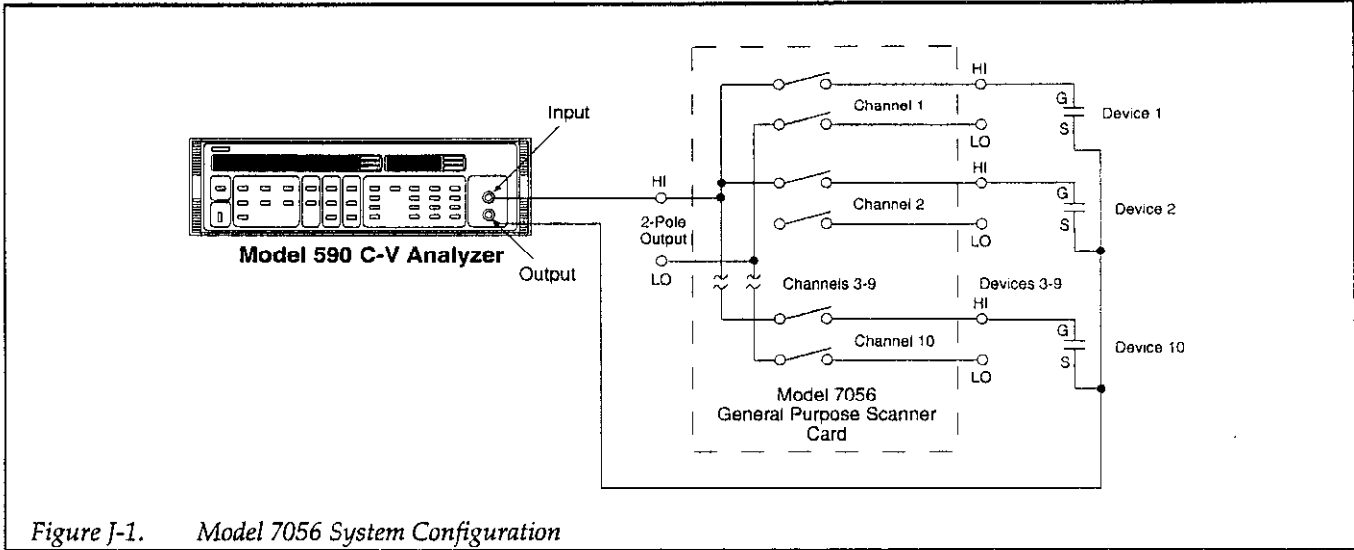 Input
HI
Channel 1
G
S
Device 1
LO
HI
HI
G
S
Device 2
Channel 2
2-Pole
Output
LO
LO
Model 590 C-V Analyzer
Output
Channels 3-9
Devices 3-9
HI
G
S
Device 10
Channel 10
LO
Model 7056
General Purpose Scanner
Card
Figure J-1. Model 7056 System Configuration